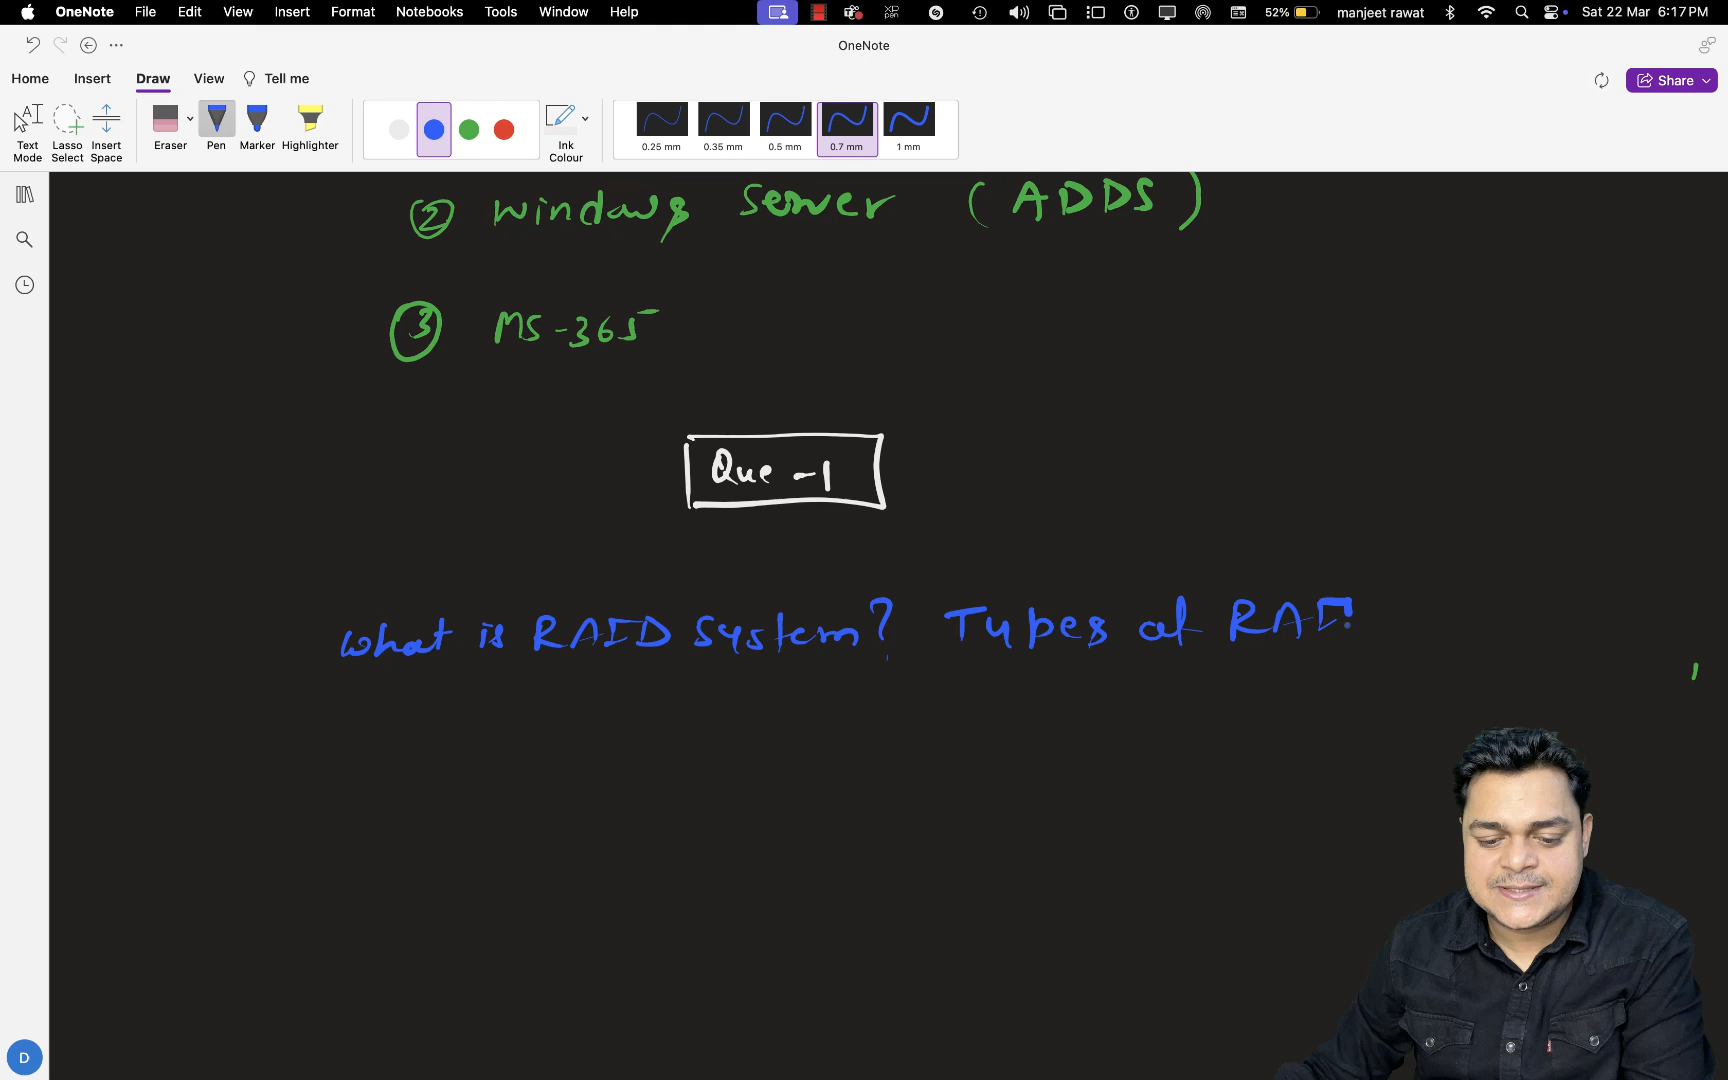 OneNote File Edit View Insert Format Notebooks Tools Window Help 52% manjeet rawat Sat 22 Mar 6:17 PM
OneNote
Home Insert Draw View Tell me Share
Text Mode Lasso Select Insert Space Eraser Pen Marker Highlighter Ink Colour 0.25 mm 0.35 mm 0.5 mm 0.7 mm 1 mm
② Windows Server (ADDS)
③ MS-365
Que -1
What is RAID System? Types of RAI
D